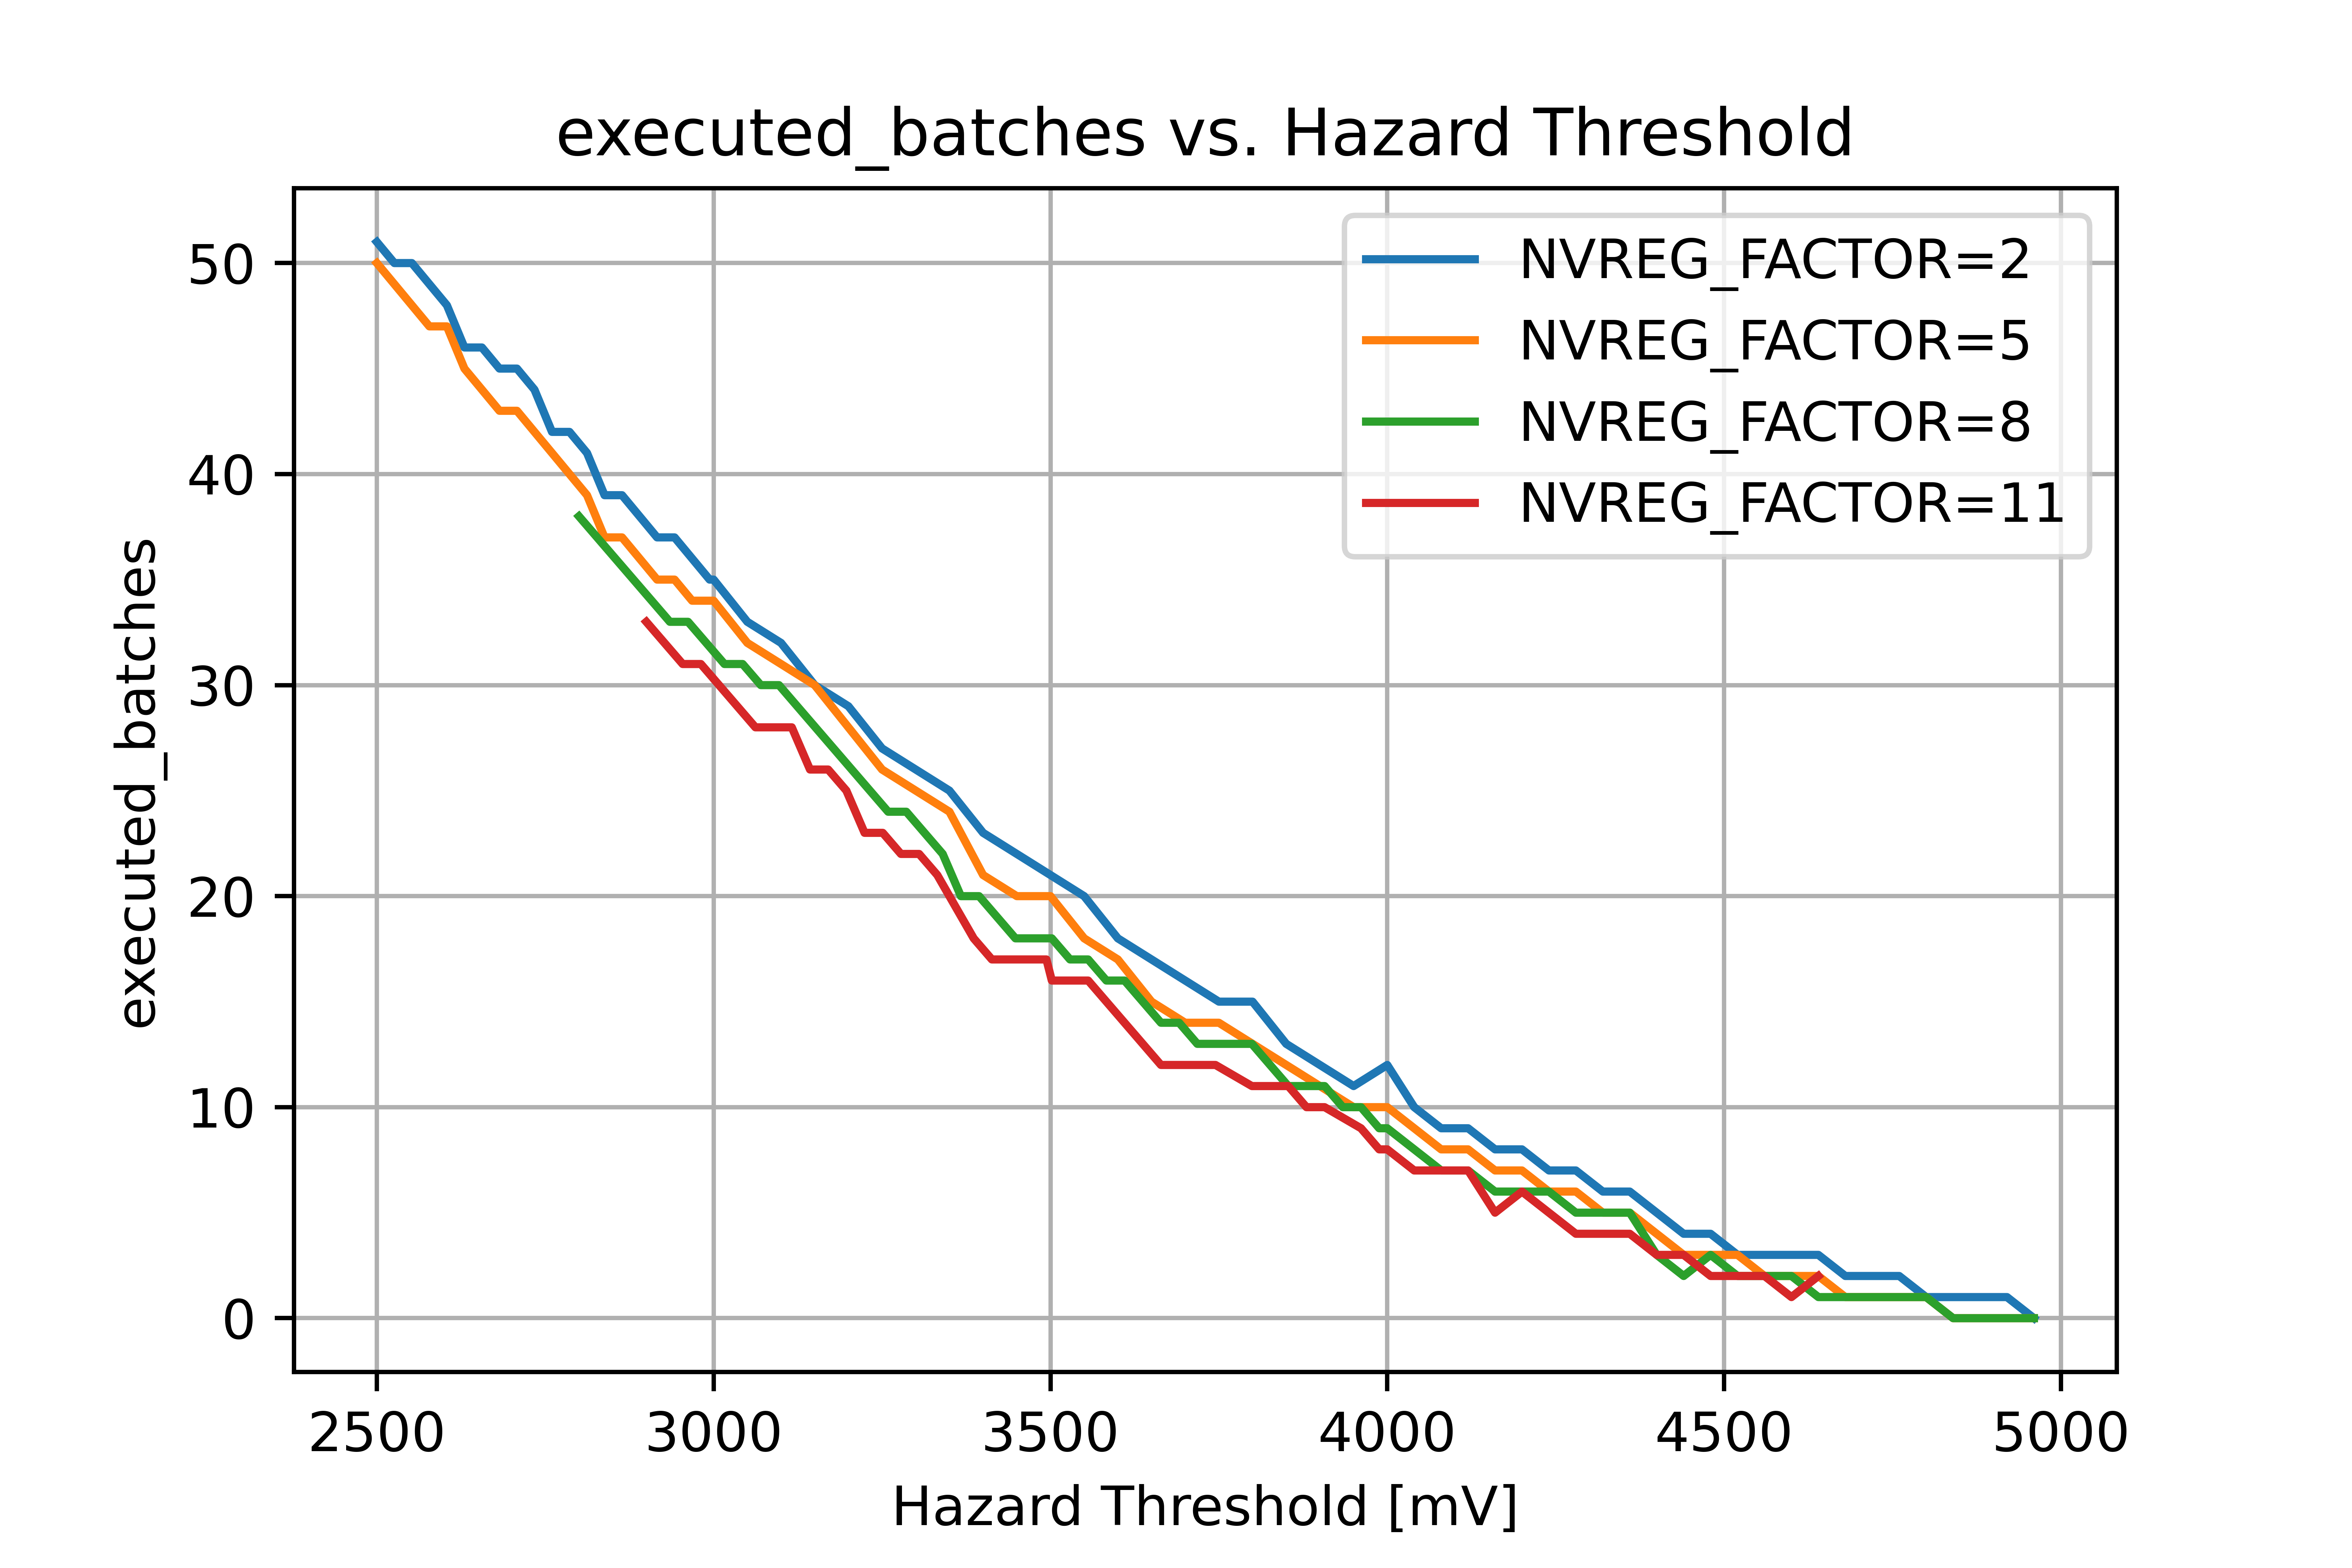 executed_batches vs. Hazard Threshold
NVREG_FACTOR=2
NVREG_FACTOR=5
NVREG_FACTOR=8
NVREG_FACTOR=11
executed_batches
50
40
30
20
10
0
2500 3000 3500 4000 4500 5000
Hazard Threshold [mV]